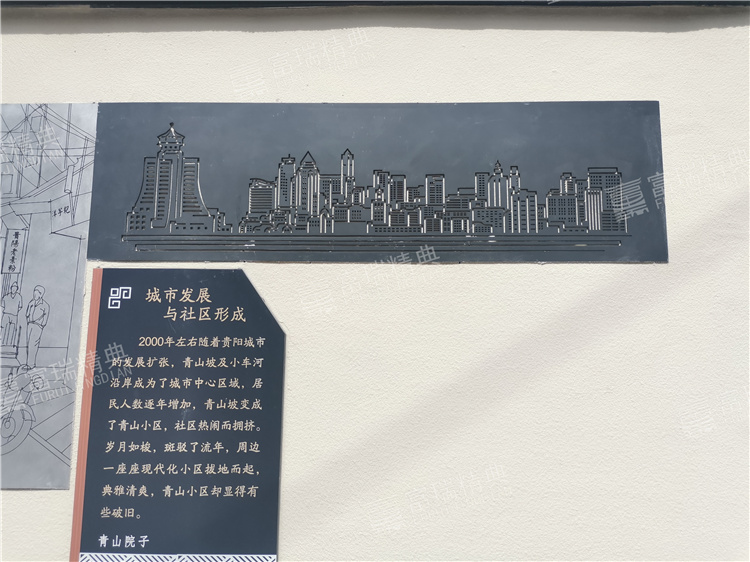 城市发展
与社区形成
2000年左右随着贵阳城市
的发展扩张，青山坡及小车河
沿岸成为了城市中心区域，居
民人数逐年增加，青山坡变成
了青山小区，社区热闹而拥挤。
岁月如梭，斑驳了流年，周边
一座座现代化小区拔地而起，
典雅清爽，青山小区却显得有
些破旧。
青山院子
富瑞精典
FURUIJINGDIAN